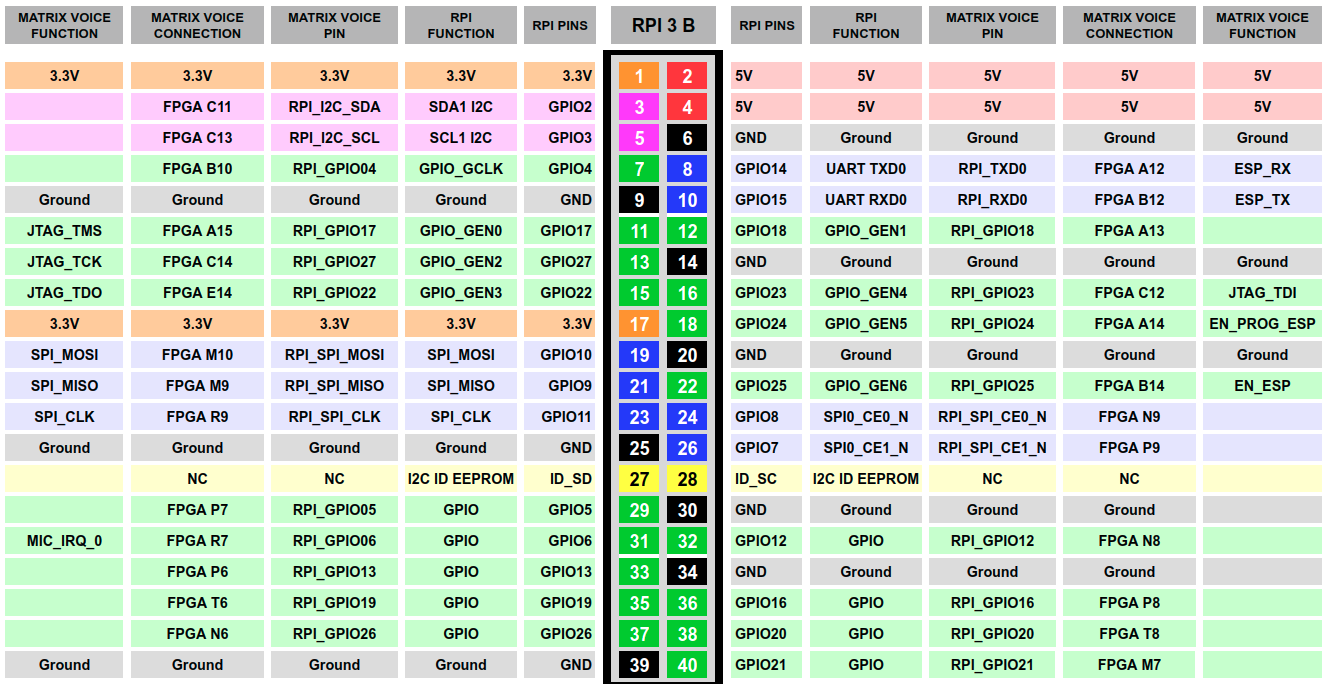 MATRIX VOICE FUNCTION MATRIX VOICE CONNECTION MATRIX VOICE PIN RPI FUNCTION RPI PINS RPI 3 B RPI PINS RPI FUNCTION MATRIX VOICE PIN MATRIX VOICE CONNECTION MATRIX VOICE FUNCTION
3.3V 3.3V 3.3V 3.3V 3.3V 1 2 5V 5V 5V 5V 5V
FPGA C11 RPI_I2C_SDA SDA1 I2C GPIO2 3 4 5V 5V 5V 5V 5V
FPGA C13 RPI_I2C_SCL SCL1 I2C GPIO3 5 6 GND Ground Ground Ground Ground
FPGA B10 RPI_GPIO04 GPIO_GCLK GPIO4 7 8 GPIO14 UART TXD0 RPI_TXD0 FPGA A12 ESP_RX
Ground Ground Ground Ground GND 9 10 GPIO15 UART RXD0 RPI_RXD0 FPGA B12 ESP_TX
JTAG_TMS FPGA A15 RPI_GPIO17 GPIO_GEN0 GPIO17 11 12 GPIO18 GPIO_GEN1 RPI_GPIO18 FPGA A13
JTAG_TCK FPGA C14 RPI_GPIO27 GPIO_GEN2 GPIO27 13 14 GND Ground Ground Ground Ground
JTAG_TDO FPGA E14 RPI_GPIO22 GPIO_GEN3 GPIO22 15 16 GPIO23 GPIO_GEN4 RPI_GPIO23 FPGA C12 JTAG_TDI
3.3V 3.3V 3.3V 3.3V 3.3V 17 18 GPIO24 GPIO_GEN5 RPI_GPIO24 FPGA A14 EN_PROG_ESP
SPI_MOSI FPGA M10 RPI_SPI_MOSI SPI_MOSI GPIO10 19 20 GND Ground Ground Ground Ground
SPI_MISO FPGA M9 RPI_SPI_MISO SPI_MISO GPIO9 21 22 GPIO25 GPIO_GEN6 RPI_GPIO25 FPGA B14 EN_ESP
SPI_CLK FPGA R9 RPI_SPI_CLK SPI_CLK GPIO11 23 24 GPIO8 SPI0_CE0_N RPI_SPI_CE0_N FPGA N9
Ground Ground Ground Ground GND 25 26 GPIO7 SPI0_CE1_N RPI_SPI_CE1_N FPGA P9
NC NC I2C ID EEPROM ID_SD 27 28 ID_SC I2C ID EEPROM NC NC
FPGA P7 RPI_GPIO05 GPIO GPIO5 29 30 GND Ground Ground Ground
MIC_IRQ_0 FPGA R7 RPI_GPIO06 GPIO GPIO6 31 32 GPIO12 GPIO RPI_GPIO12 FPGA N8
FPGA P6 RPI_GPIO13 GPIO GPIO13 33 34 GND Ground Ground Ground
FPGA T6 RPI_GPIO19 GPIO GPIO19 35 36 GPIO16 GPIO RPI_GPIO16 FPGA P8
FPGA N6 RPI_GPIO26 GPIO GPIO26 37 38 GPIO20 GPIO RPI_GPIO20 FPGA T8
Ground Ground Ground Ground GND 39 40 GPIO21 GPIO RPI_GPIO21 FPGA M7